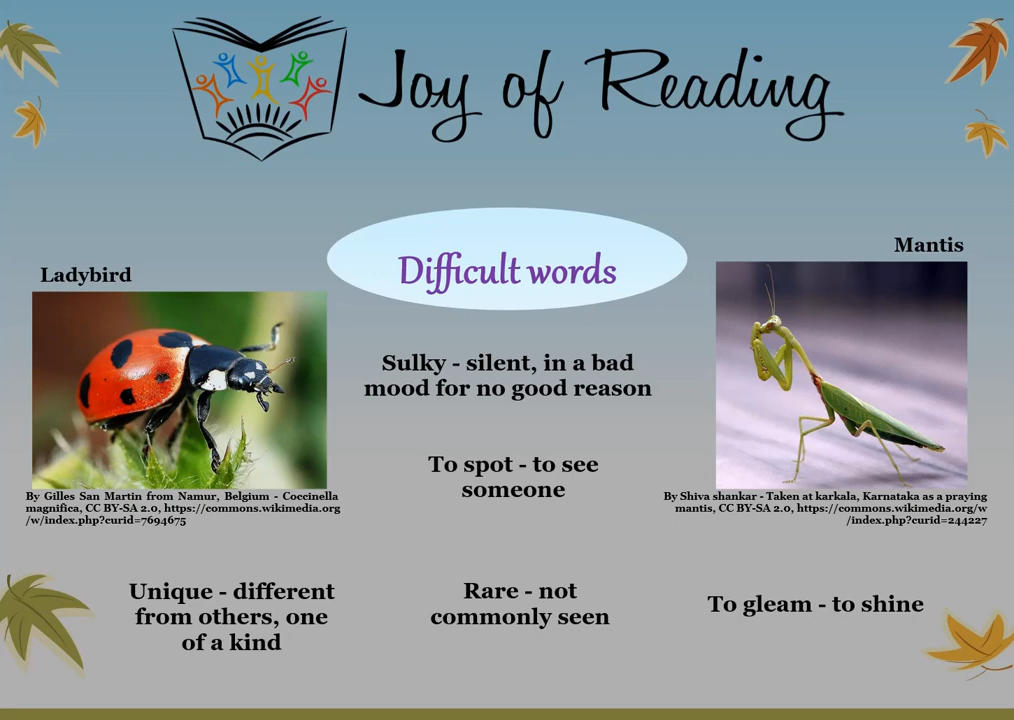 Joy of Reading
Difficult words
Ladybird
Mantis
By Gilles San Martin from Namur, Belgium - Coccinella
magnifica, CC BY-SA 2.0, https://commons.wikimedia.org
/w/index.php?curid=7694675
Sulky - silent, in a bad
mood for no good reason
To spot - to see
someone
By Shiva shankar - Taken at karkala, Karnataka as a praying
mantis, CC BY-SA 2.0, https://commons.wikimedia.org/w
/index.php?curid=244227
Unique - different
from others, one
of a kind
Rare - not
commonly seen
To gleam - to shine